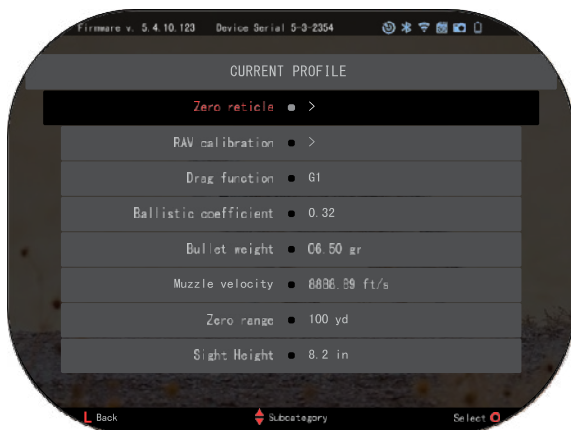 Firmware v. 5.4.10.123 Device Serial 5-3-2354
CURRENT PROFILE
Zero reticle >
RAV calibration >
Drag function G1
Ballistic coefficient 0.32
Bullet weight 06.50 gr
Muzzle velocity 8888.89 ft/s
Zero range 100 yd
Sight Height 8.2 in
L Back Subcategory Select